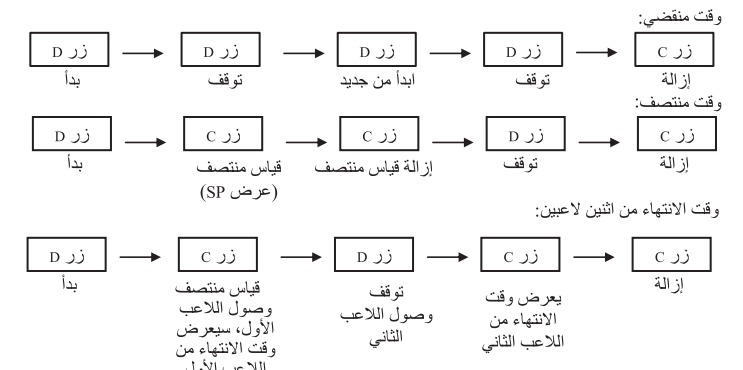 وقت منقضي:
زر D زر D زر D زر D زر C
بدأ توقف ابدأ من جديد توقف إزالة
وقت منتصف:
زر D زر C زر C زر D زر C
بدأ قياس منتصف إزالة قياس منتصف توقف إزالة
(عرض SP)
وقت الانتهاء من اثنين لاعبين:
زر D زر C زر D زر C زر C
بدأ قياس منتصف توقف يعرض وقت إزالة
وصول اللاعب وصول اللاعب الانتهاء من
الأول، سيعرض الثاني اللاعب الثاني
وقت الانتهاء من
اللاعب الأول